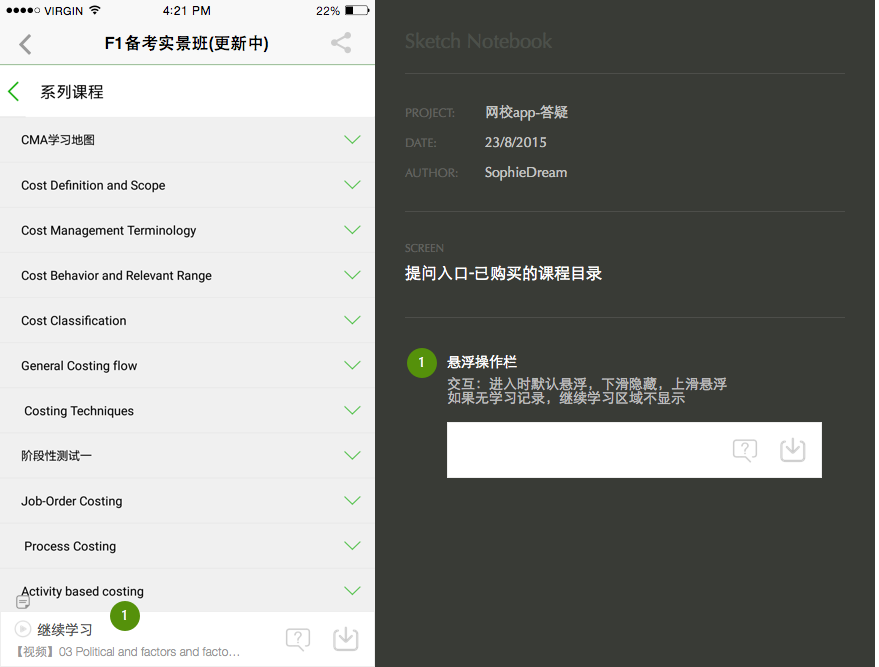 VIRGIN 4:21 PM 22%
F1备考实景班(更新中)
系列课程
CMA学习地图
Cost Definition and Scope
Cost Management Terminology
Cost Behavior and Relevant Range
Cost Classification
General Costing flow
Costing Techniques
阶段性测试一
Job-Order Costing
Process Costing
Activity based costing
1
继续学习
【视频】03 Political and factors and facto...
Sketch Notebook
PROJECT: 网校app-答疑
DATE: 23/8/2015
AUTHOR: SophieDream
SCREEN
提问入口-已购买的课程目录
1 悬浮操作栏
交互：进入时默认悬浮，下滑隐藏，上滑悬浮
如果无学习记录，继续学习区域不显示